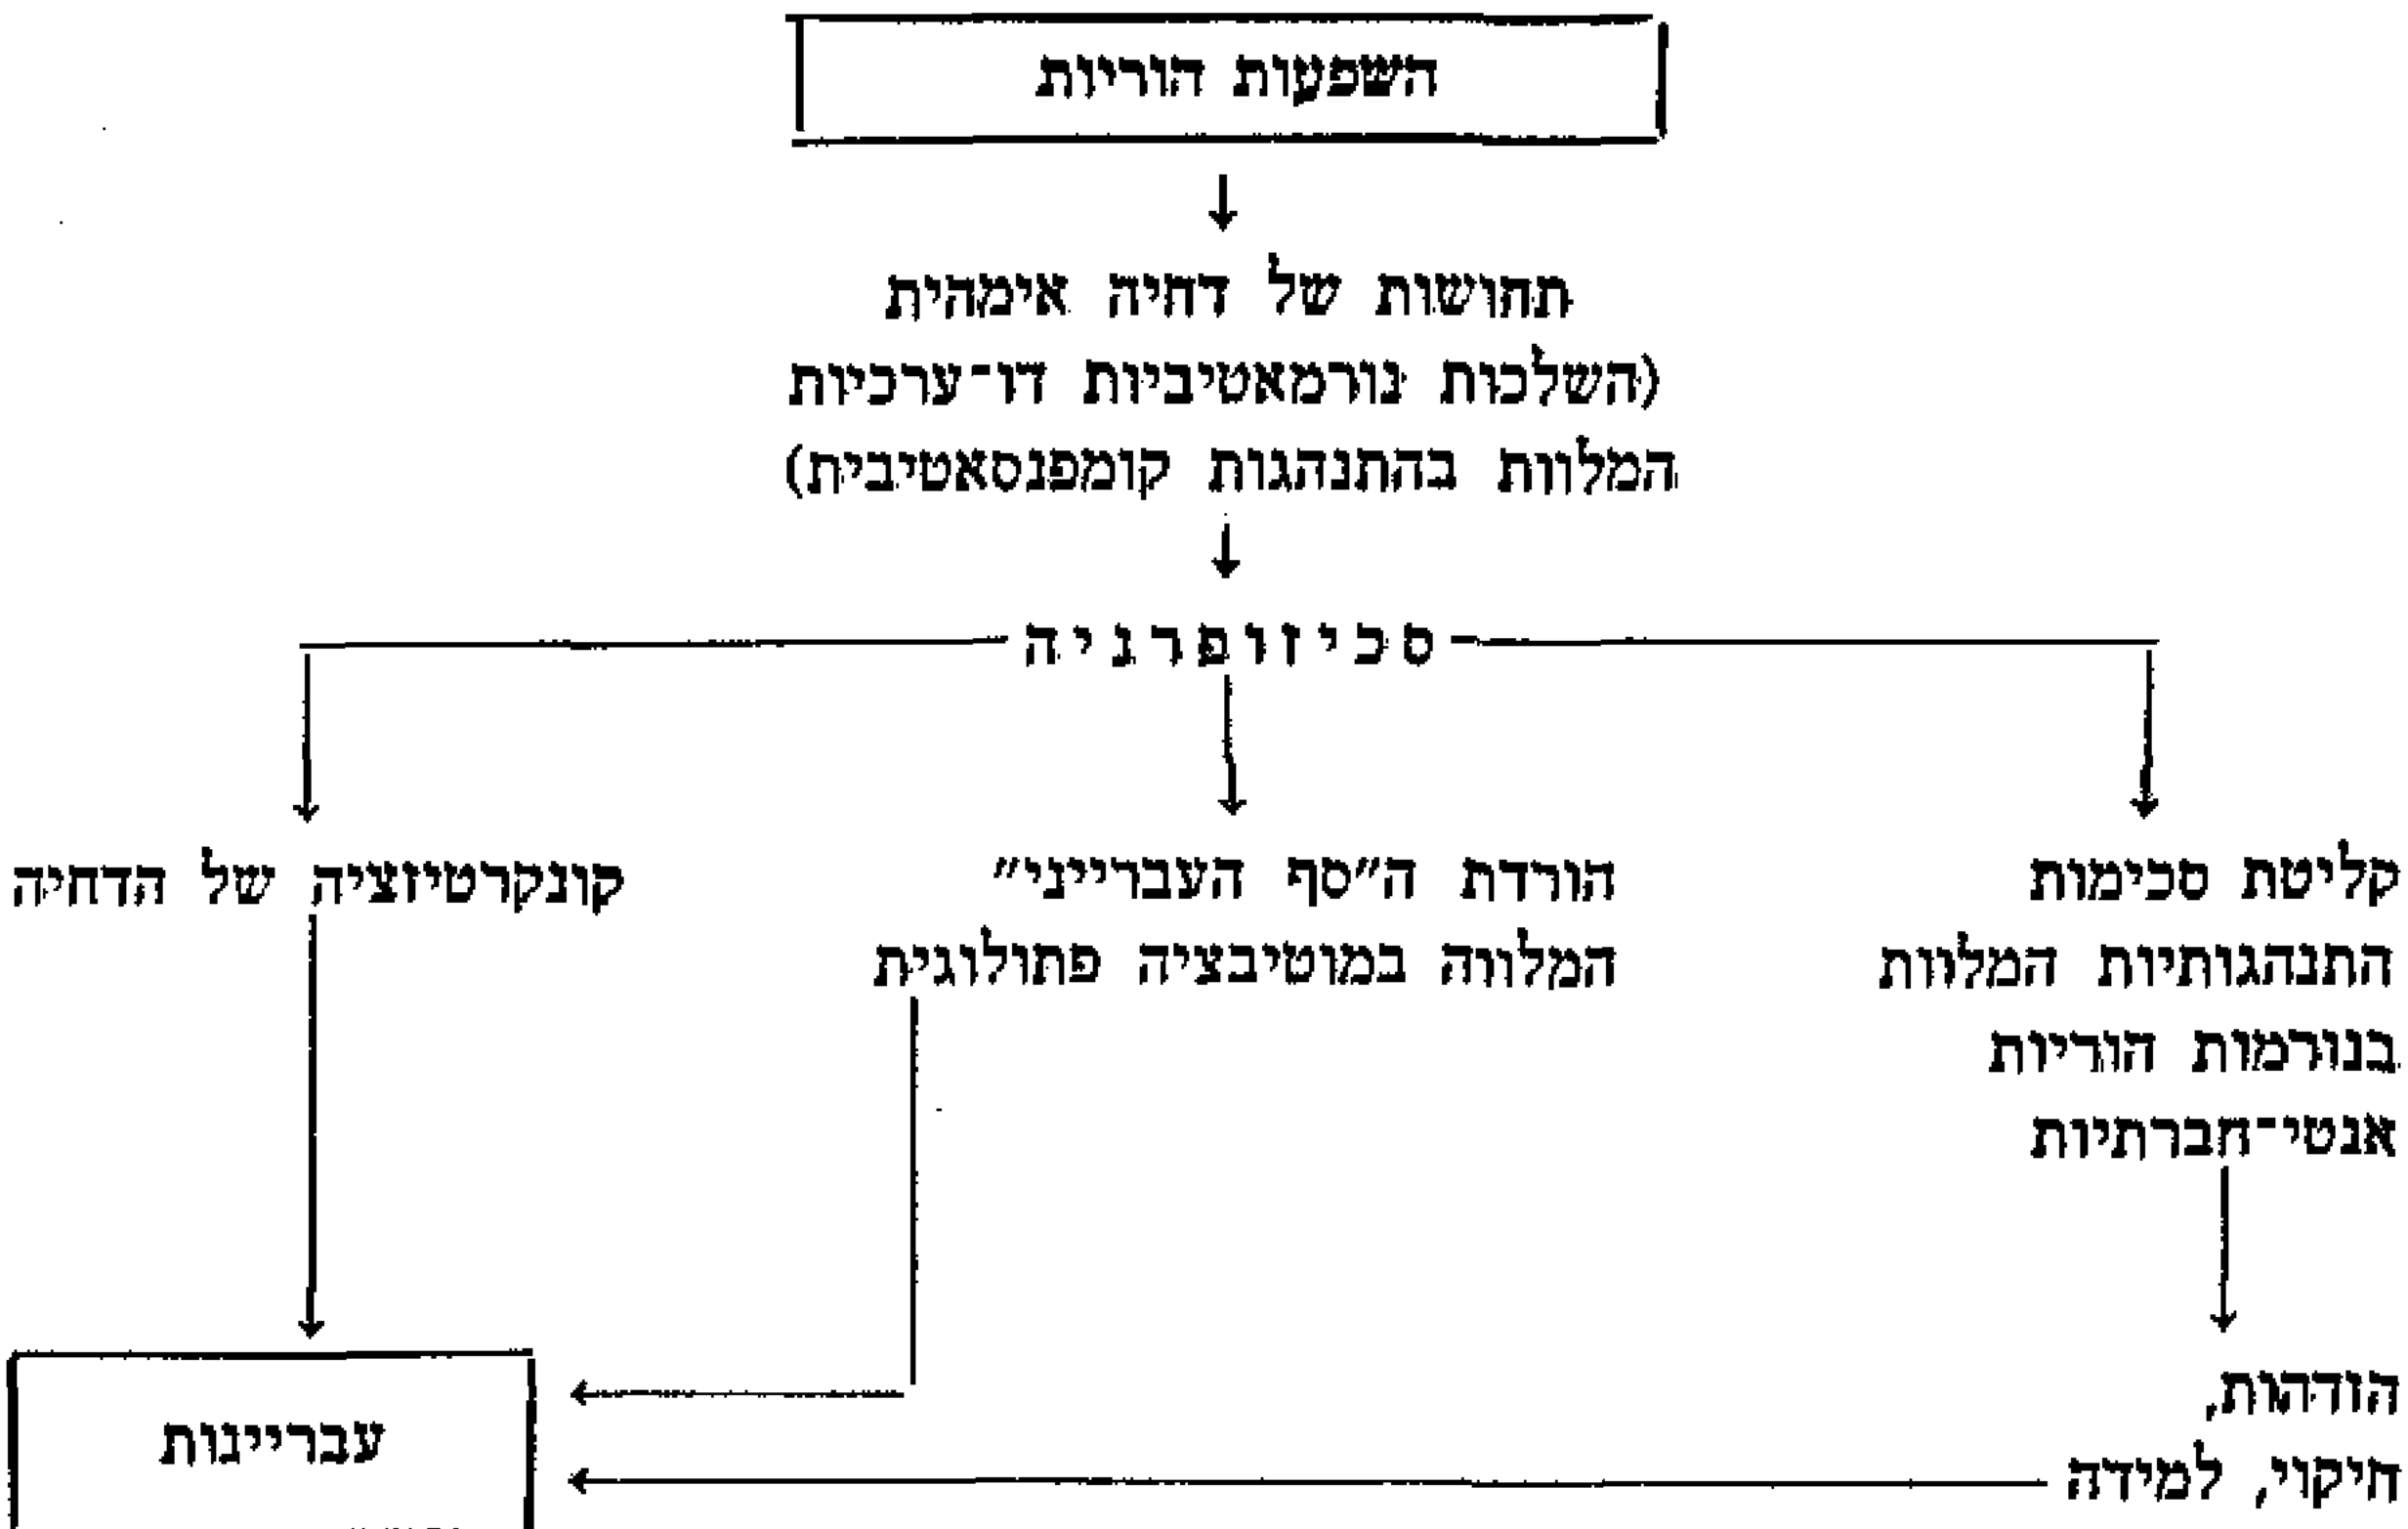 השפעות הוריות
תחושות של דחיה אימהית
(השלכות נורמאטיביות דו־ערכיות
המלוות בהתנהגות קומפנסאטיבית)
סכיזופרניה
קליטת סכימות
התנהגותיות המלוות
בנורמות הוריות
אנטי־חברתיות
הורדת ה״סף העברייני״
המלווה במוטיבציה פתולוגית
קונקרטיזציה של הדחיה
הזדהות,
חיקוי, למידה
עבריינות